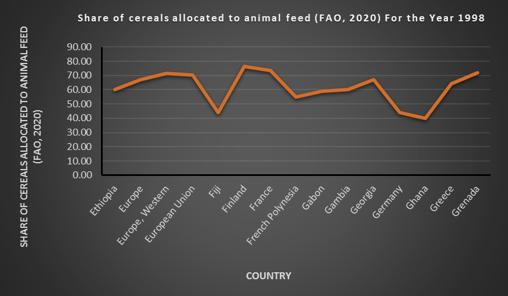 Share of cereals allocated to animal feed (FAO, 2020) For the Year 1998
SHARE OF CEREALS ALLOCATED TO ANIMAL FEED
(FAO, 2020)
90.00
80.00
70.00
60.00
50.00
40.00
30.00
20.00
10.00
0.00
Ethiopia
Europe
Europe, Western
European Union
Fiji
Finland
France
French Polynesia
Gabon
Gambia
Georgia
Germany
Ghana
Greece
Grenada
COUNTRY